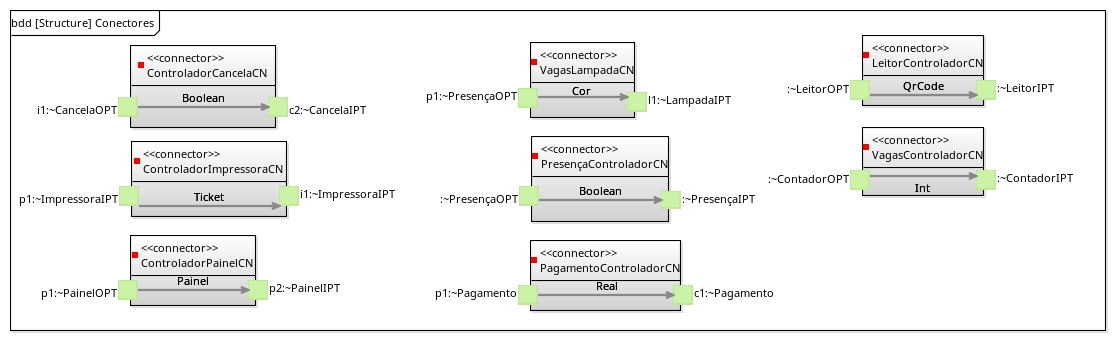 bdd [Structure] Conectores
<<connector>>
ControladorCancelaCN
Boolean
i1:~CancelaOPT
c2:~CancelaIPT
<<connector>>
ControladorImpressoraCN
Ticket
p1:~ImpressoraIPT
i1:~ImpressoraIPT
<<connector>>
ControladorPainelCN
Painel
p1:~PainelOPT
p2:~PainelIPT
<<connector>>
VagasLampadaCN
Cor
p1:~PresençaOPT
l1:~LampadaIPT
<<connector>>
PresençaControladorCN
Boolean
:~PresençaOPT
:~PresençaIPT
<<connector>>
PagamentoControladorCN
Real
p1:~Pagamento
c1:~Pagamento
<<connector>>
LeitorControladorCN
QrCode
:~LeitorOPT
:~LeitorIPT
<<connector>>
VagasControladorCN
Int
:~ContadorOPT
:~ContadorIPT